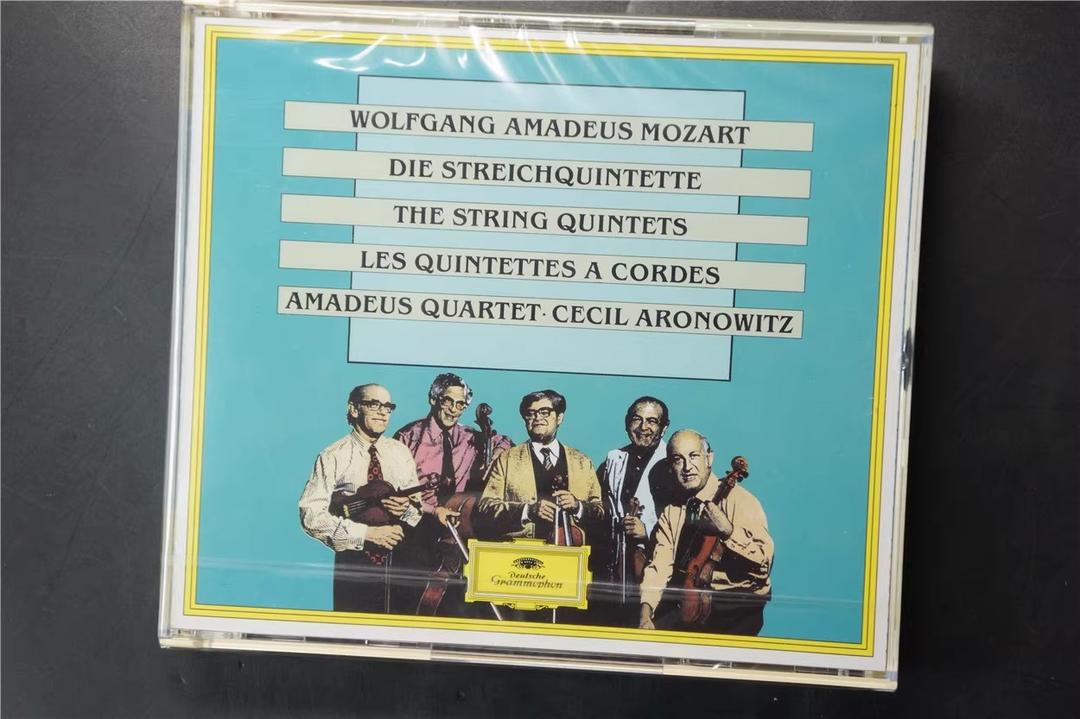 WOLFGANG AMADEUS MOZART
DIE STREICHQUINTETTE
THE STRING QUINTETS
LES QUINTETTES A CORDES
AMADEUS QUARTET · CECIL ARONOWITZ
Deutsche
Grammophon